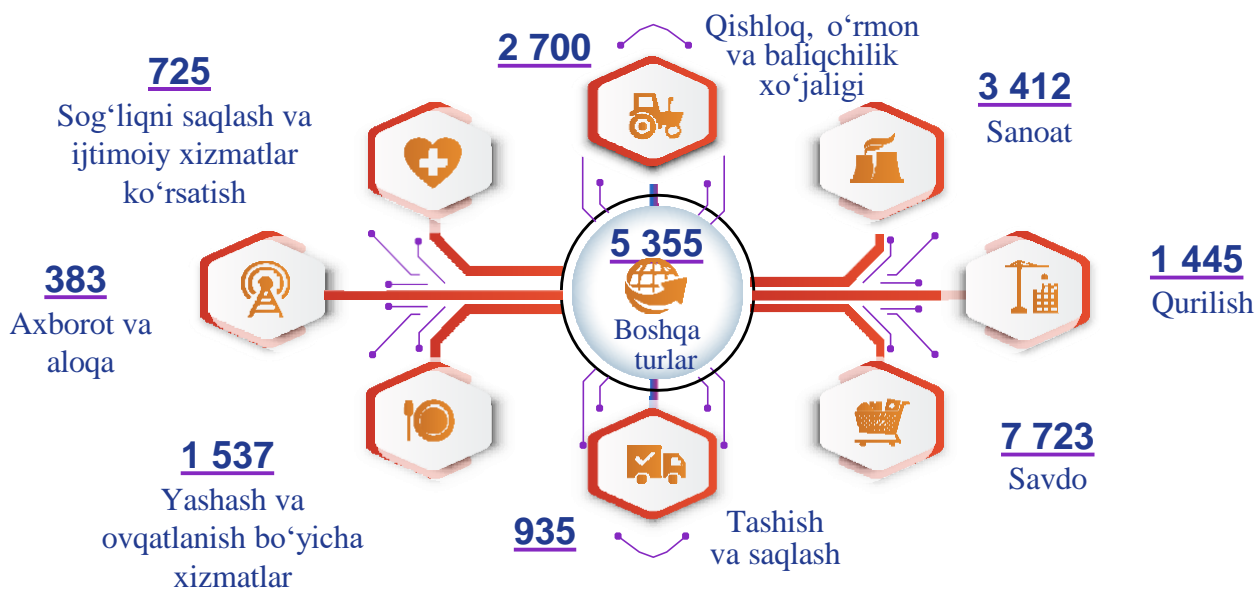 2 700
Qishloq, o‘rmon
va baliqchilik
xo‘jaligi
725
Sog‘liqni saqlash va
ijtimoiy xizmatlar
ko‘rsatish
3 412
Sanoat
383
Axborot va
aloqa
5 355
Boshqa
turlar
1 445
Qurilish
1 537
Yashash va
ovqatlanish bo‘yicha
xizmatlar
935
Tashish
va saqlash
7 723
Savdo